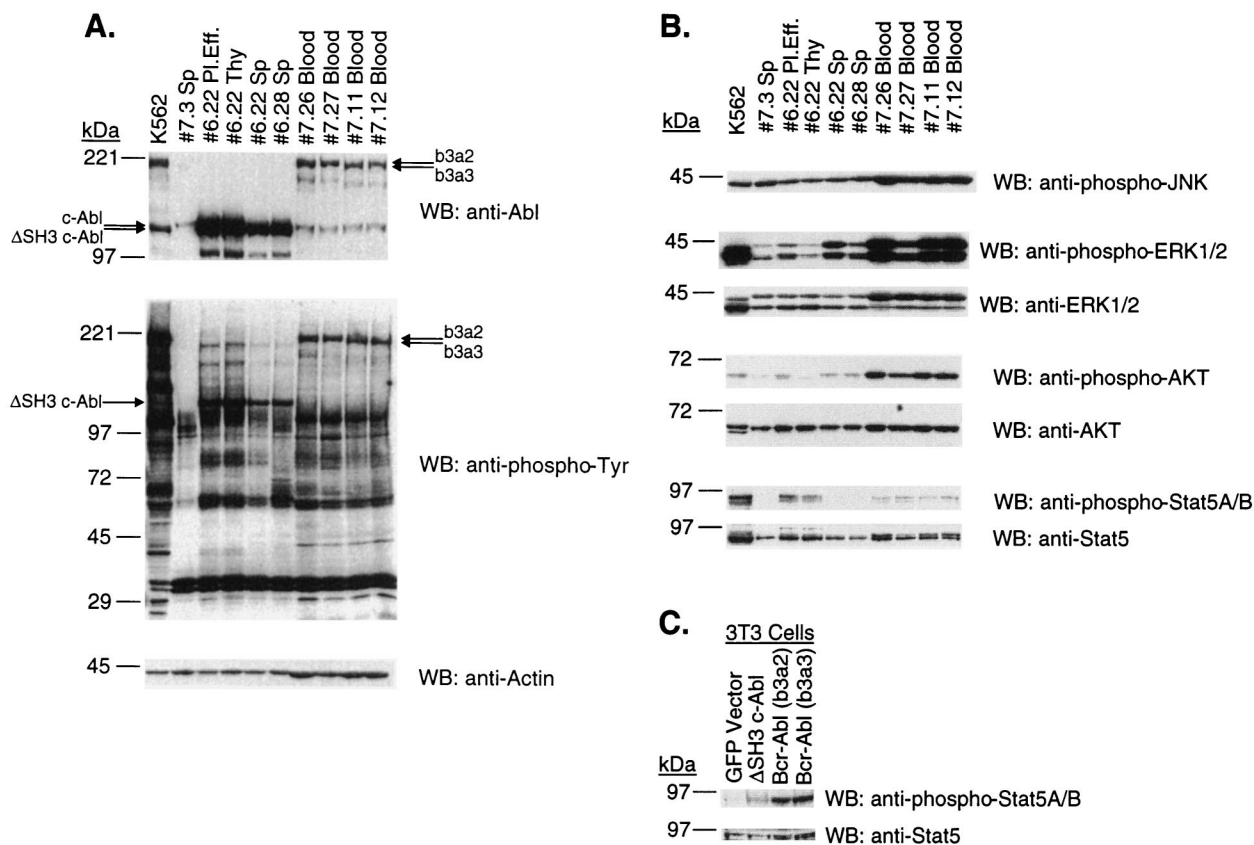 A.
kDa
K562
#7.3 Sp
#6.22 Pl.Eff.
#6.22 Thy
#6.22 Sp
#6.28 Sp
#7.26 Blood
#7.27 Blood
#7.11 Blood
#7.12 Blood
221
b3a2
b3a3
c-Abl
ΔSH3 c-Abl
97
WB: anti-Abl
221
b3a2
b3a3
ΔSH3 c-Abl
97
72
45
29
WB: anti-phospho-Tyr
45
WB: anti-Actin
B.
kDa
K562
#7.3 Sp
#6.22 Pl.Eff.
#6.22 Thy
#6.22 Sp
#6.28 Sp
#7.26 Blood
#7.27 Blood
#7.11 Blood
#7.12 Blood
45
WB: anti-phospho-JNK
45
WB: anti-phospho-ERK1/2
45
WB: anti-ERK1/2
72
WB: anti-phospho-AKT
72
WB: anti-AKT
97
WB: anti-phospho-Stat5A/B
97
WB: anti-Stat5
C.
3T3 Cells
kDa
GFP Vector
ΔSH3 c-Abl
Bcr-Abl (b3a2)
Bcr-Abl (b3a3)
97
WB: anti-phospho-Stat5A/B
97
WB: anti-Stat5